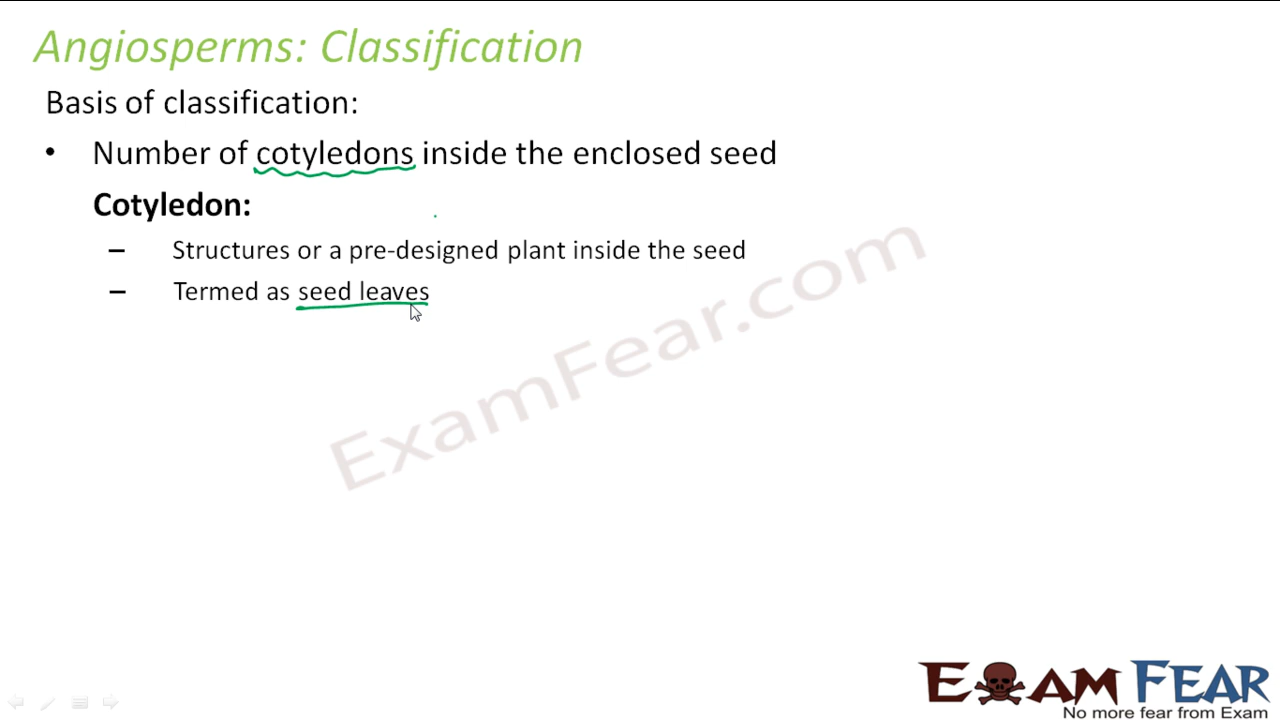 Angiosperms: Classification
Basis of classification:
• Number of cotyledons inside the enclosed seed
Cotyledon:
– Structures or a pre-designed plant inside the seed
– Termed as seed leaves
ExamFear.com
EXAM FEAR
No more fear from Exam